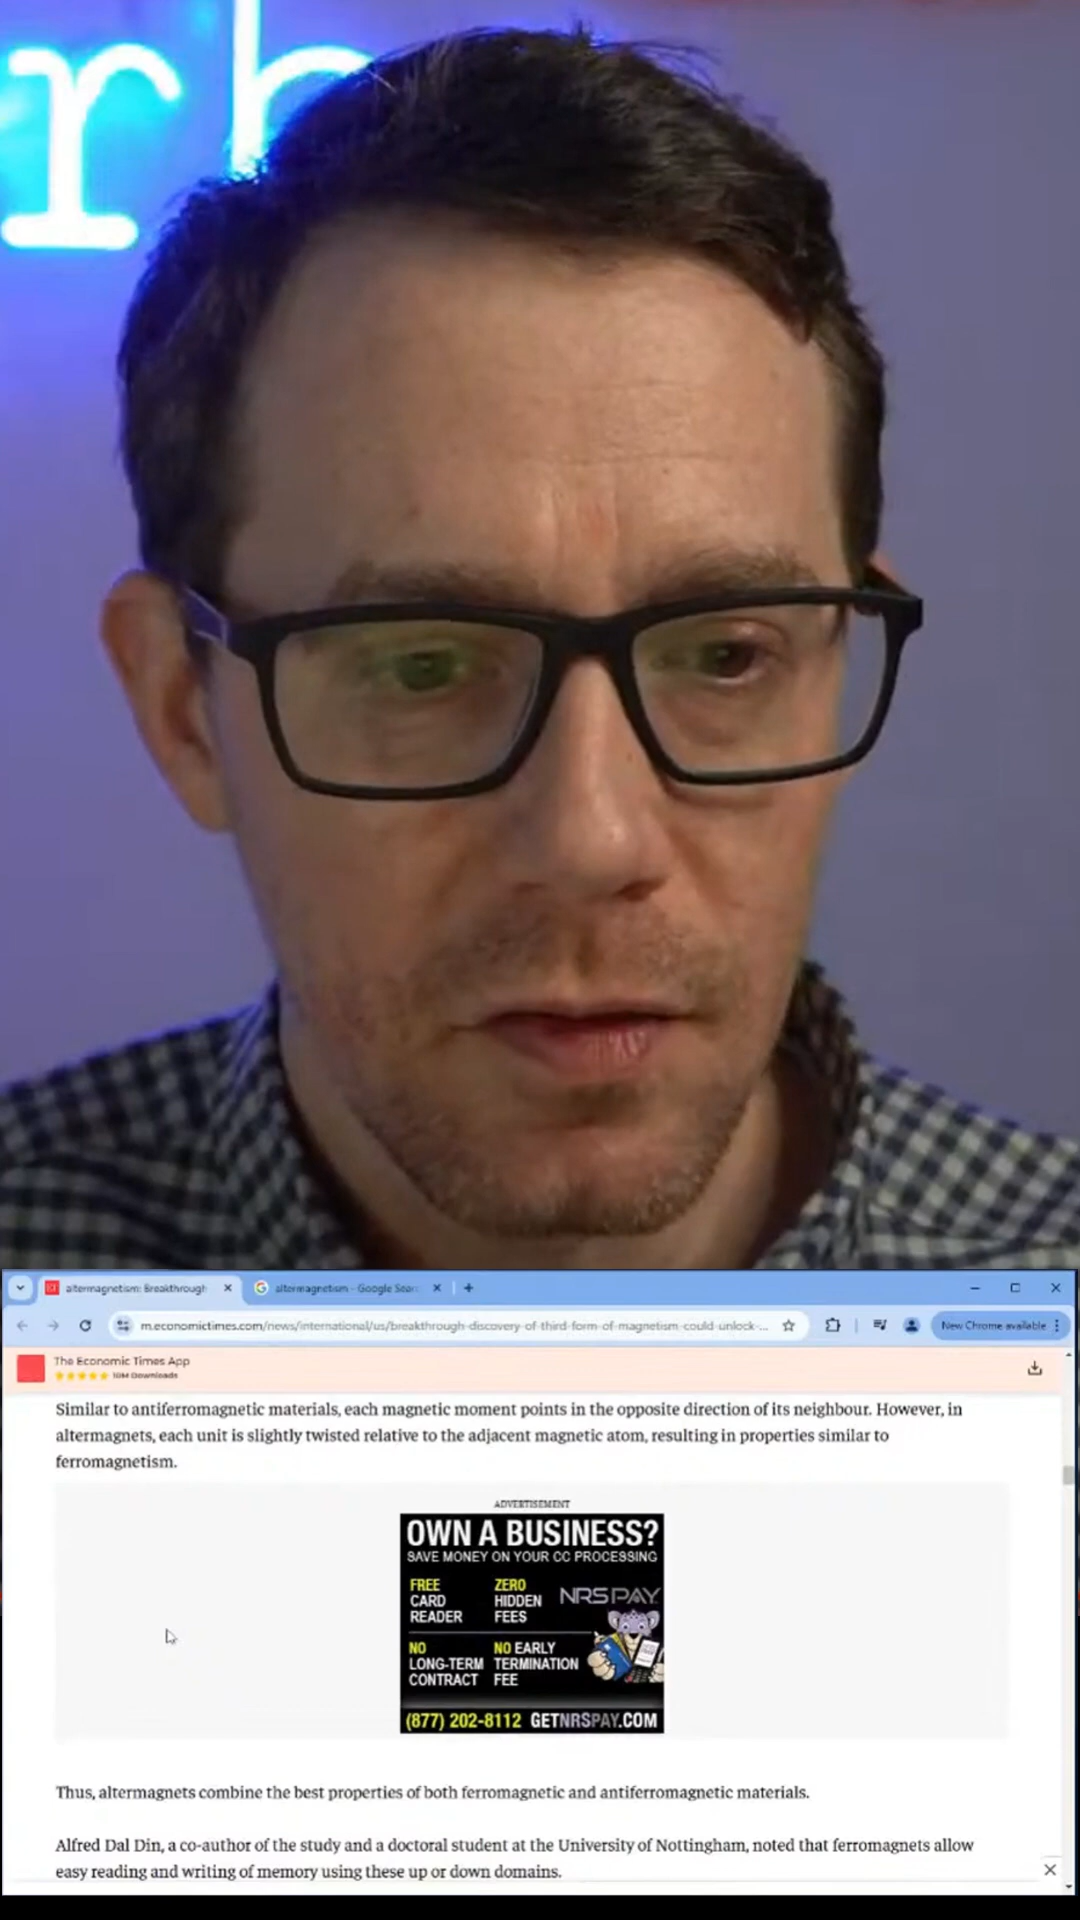 rh
altermagnetism: Breakthrough
altermagnetism - Google Sear
m.economictimes.com/news/international/us/breakthrough-discovery-of-third-form-of-magnetism-could-unlock-...
New Chrome available
The Economic Times App
10M Downloads
Similar to antiferromagnetic materials, each magnetic moment points in the opposite direction of its neighbour. However, in
altermagnets, each unit is slightly twisted relative to the adjacent magnetic atom, resulting in properties similar to
ferromagnetism.
ADVERTISEMENT
OWN A BUSINESS?
SAVE MONEY ON YOUR CC PROCESSING
FREE
CARD
READER
ZERO
HIDDEN
FEES
NRS PAY
NO
LONG-TERM
CONTRACT
NO EARLY
TERMINATION
FEE
(877) 202-8112 GETNRSPAY.COM
Thus, altermagnets combine the best properties of both ferromagnetic and antiferromagnetic materials.
Alfred Dal Din, a co-author of the study and a doctoral student at the University of Nottingham, noted that ferromagnets allow
easy reading and writing of memory using these up or down domains.